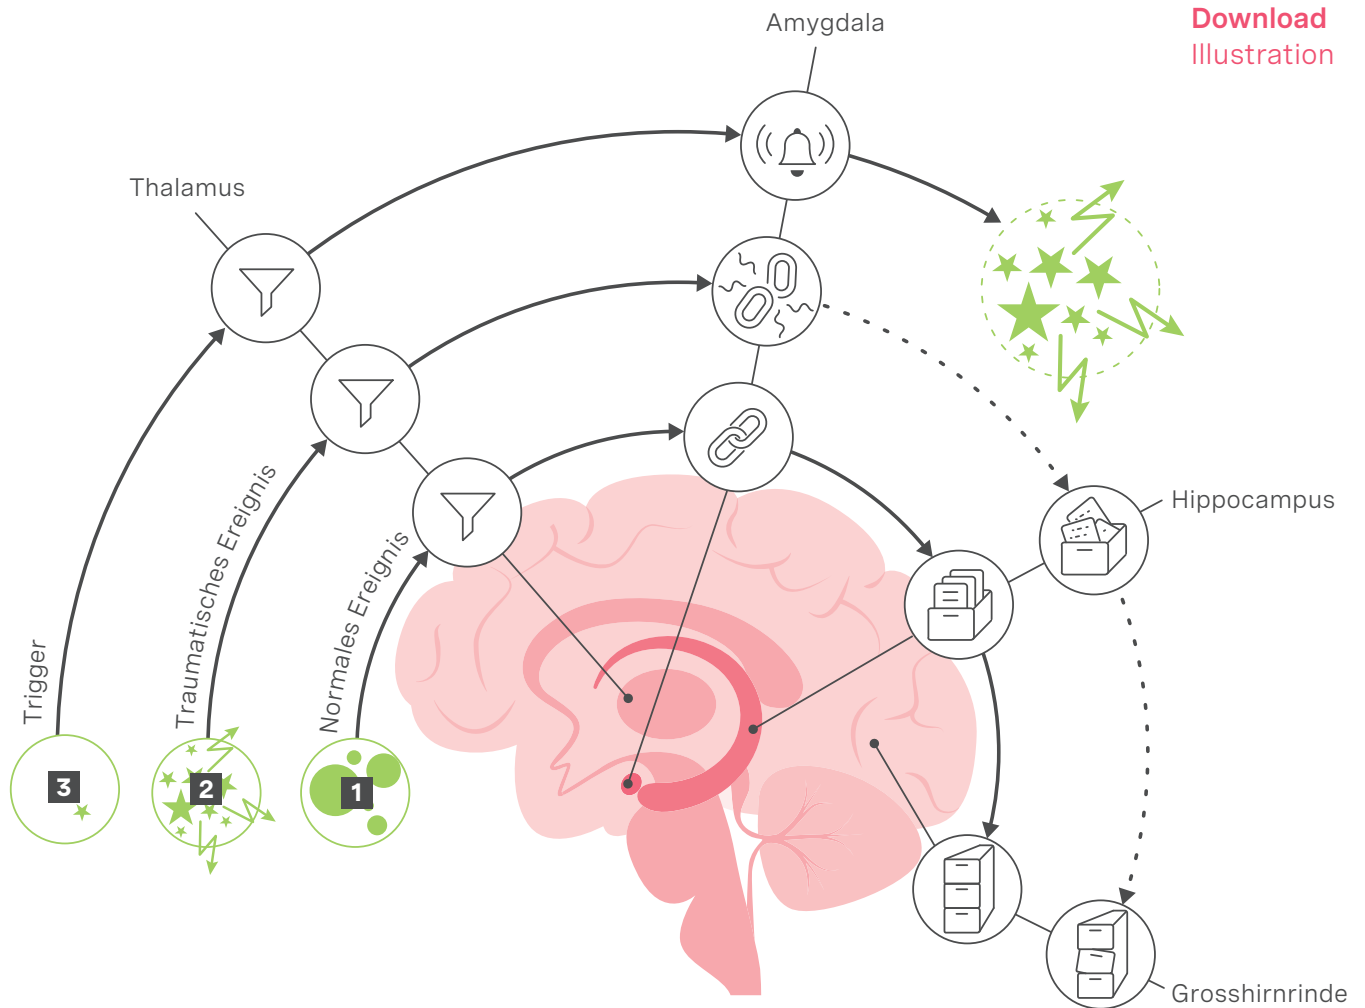 Download
Illustration
Amygdala
Thalamus
Hippocampus
Trigger
Traumatisches Ereignis
Normales Ereignis
3
2
1
Grosshirnrinde